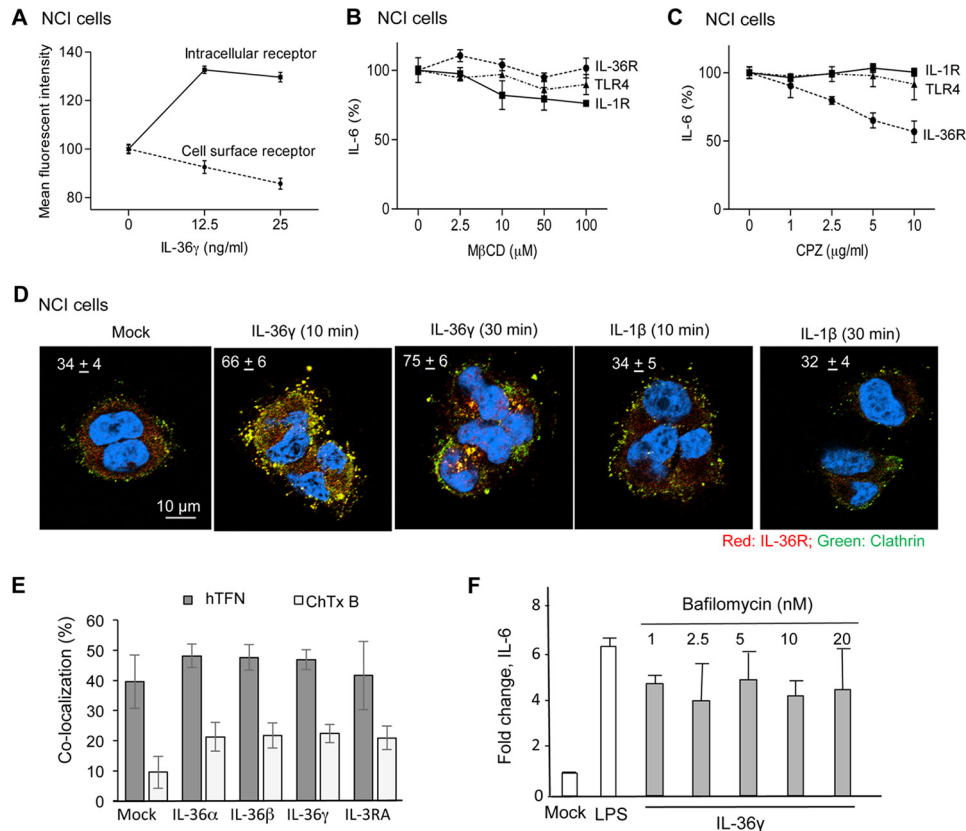 A NCI cells
Mean fluorescent intensity
140
120
100
80
Intracellular receptor
Cell surface receptor
0 12.5 25
IL-36γ (ng/ml)
B NCI cells
IL-6 (%)
100
50
0
IL-36R
TLR4
IL-1R
0 2.5 10 50 100
MβCD (μM)
C NCI cells
IL-6 (%)
100
50
0
IL-1R
TLR4
IL-36R
0 1 2.5 5 10
CPZ (μg/ml)
D NCI cells
Mock IL-36γ (10 min) IL-36γ (30 min) IL-1β (10 min) IL-1β (30 min)
34 ± 4 66 ± 6 75 ± 6 34 ± 5 32 ± 4
10 μm
Red: IL-36R; Green: Clathrin
E
hTFN ChTx B
Co-localization (%)
60
50
40
30
20
10
0
Mock IL-36α IL-36β IL-36γ IL-3RA
F
Fold change, IL-6
8
6
4
2
0
Bafilomycin (nM)
1 2.5 5 10 20
Mock LPS
IL-36γ